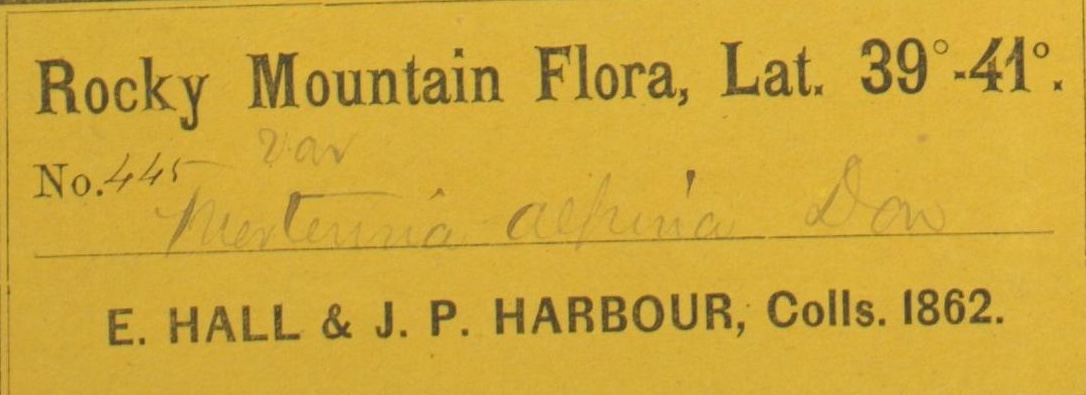 Rocky Mountain Flora, Lat. 39°-41°.
No. 445 var
Mertensia alpina Don
E. HALL & J. P. HARBOUR, Colls. 1862.